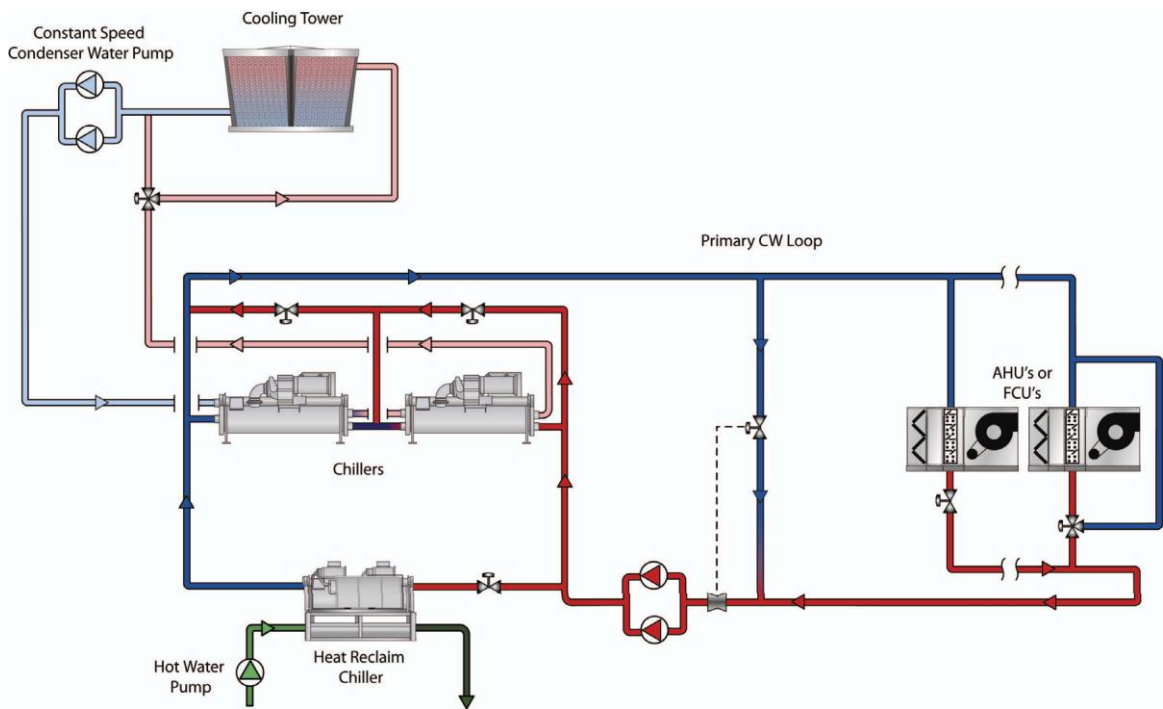 Cooling Tower
Constant Speed
Condenser Water Pump
Primary CW Loop
AHU's or
FCU's
Chillers
Heat Reclaim
Chiller
Hot Water
Pump